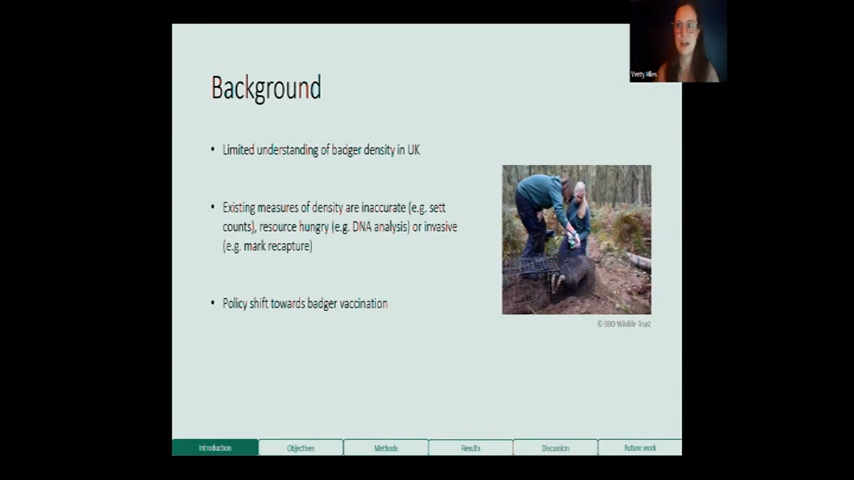 Background
• Limited understanding of badger density in UK
• Existing measures of density are inaccurate (e.g. sett
counts), resource hungry (e.g. DNA analysis) or invasive
(e.g. mark recapture)
• Policy shift towards badger vaccination
© BBO Wildlife Trust
Introduction
Objectives
Methods
Results
Discussion
Future work